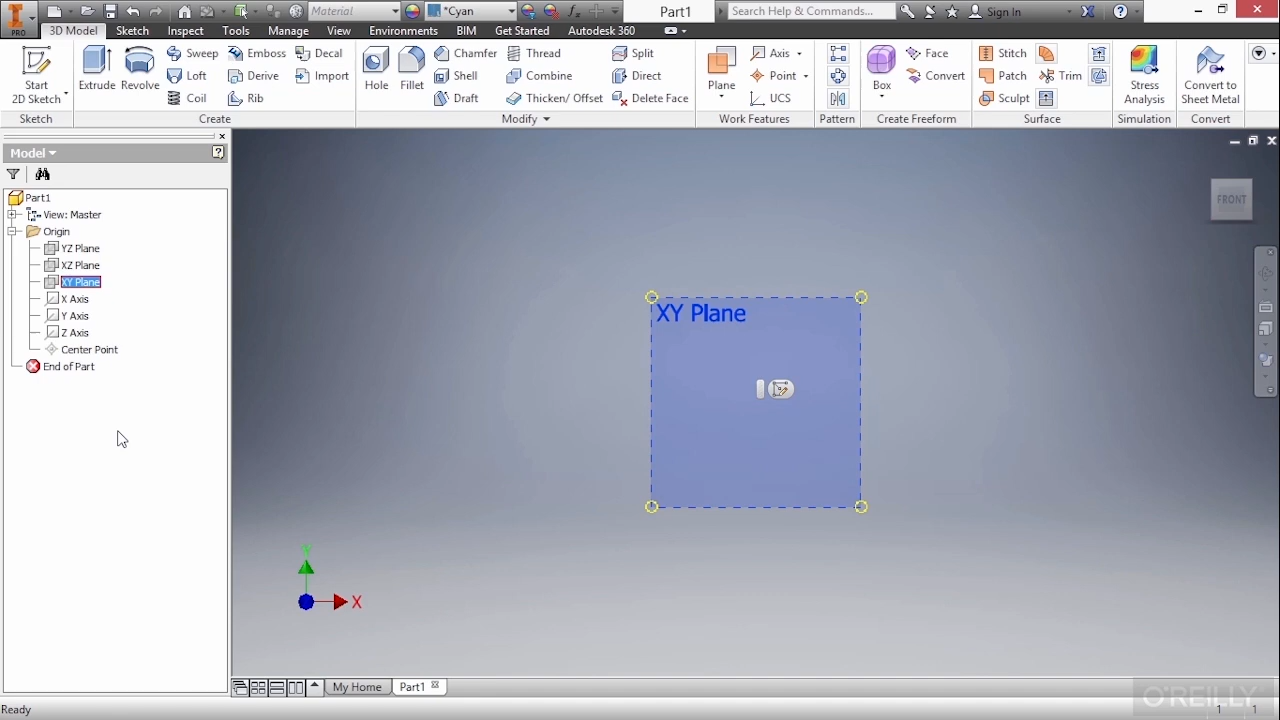 PRO
Material
*Cyan
Part1
Search Help & Commands...
Sign In
3D Model Sketch Inspect Tools Manage View Environments BIM Get Started Autodesk 360
Start
2D Sketch
Extrude Revolve
Sweep Emboss Decal
Loft Derive Import
Coil Rib
Hole Fillet
Chamfer Thread Split
Shell Combine Direct
Draft Thicken/ Offset Delete Face
Plane
Axis
Point
UCS
Box
Face
Convert
Stitch
Patch Trim
Sculpt
Stress
Analysis
Convert to
Sheet Metal
Sketch Create Modify Work Features Pattern Create Freeform Surface Simulation Convert
Model
Part1
View: Master
Origin
YZ Plane
XZ Plane
XY Plane
X Axis
Y Axis
Z Axis
Center Point
End of Part
FRONT
XY Plane
Y
X
My Home Part1
Ready
O'REILLY
1 1